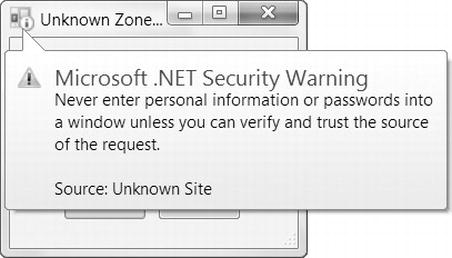 Unknown Zone...
Microsoft .NET Security Warning
Never enter personal information or passwords into
a window unless you can verify and trust the source
of the request.
Source: Unknown Site